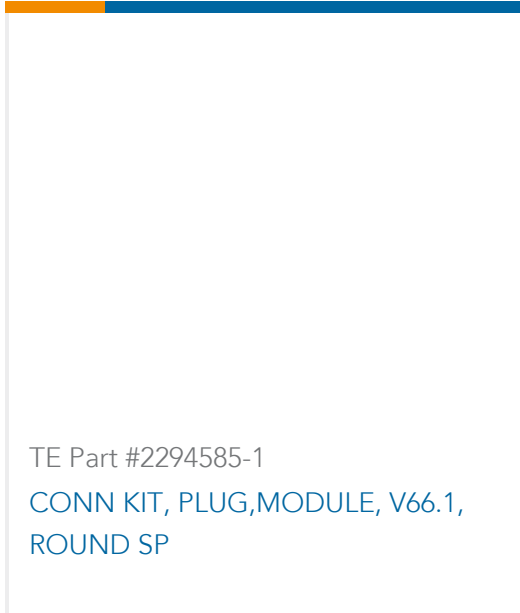 TE Part #2294585-1
CONN KIT, PLUG,MODULE, V66.1,
ROUND SP